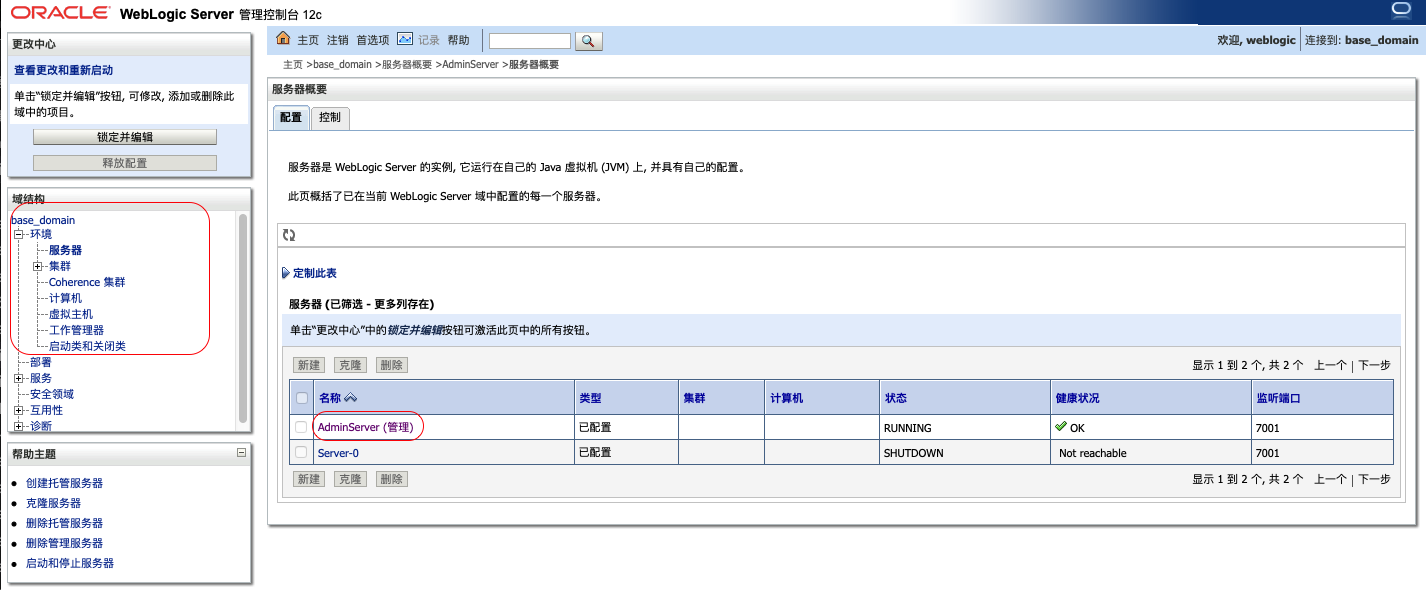 ORACLE® WebLogic Server 管理控制台 12c
更改中心
查看更改和重新启动
单击“锁定并编辑”按钮, 可修改, 添加或删除此
域中的项目。
锁定并编辑
释放配置
域结构
base_domain
环境
服务器
集群
Coherence 集群
计算机
虚拟主机
工作管理器
启动类和关闭类
部署
服务
安全领域
互用性
诊断
帮助主题
创建托管服务器
克隆服务器
删除托管服务器
删除管理服务器
启动和停止服务器
主页 注销 首选项 记录 帮助
欢迎, weblogic 连接到: base_domain
主页 >base_domain >服务器概要 >AdminServer >服务器概要
服务器概要
配置 控制
服务器是 WebLogic Server 的实例, 它运行在自己的 Java 虚拟机 (JVM) 上, 并具有自己的配置。
此页概括了已在当前 WebLogic Server 域中配置的每一个服务器。
定制此表
服务器 (已筛选 - 更多列存在)
单击“更改中心”中的锁定并编辑按钮可激活此页中的所有按钮。
新建 克隆 删除 显示 1 到 2 个, 共 2 个 上一个 | 下一步
名称 类型 集群 计算机 状态 健康状况 监听端口
AdminServer (管理) 已配置 RUNNING OK 7001
Server-0 已配置 SHUTDOWN Not reachable 7001
新建 克隆 删除 显示 1 到 2 个, 共 2 个 上一个 | 下一步